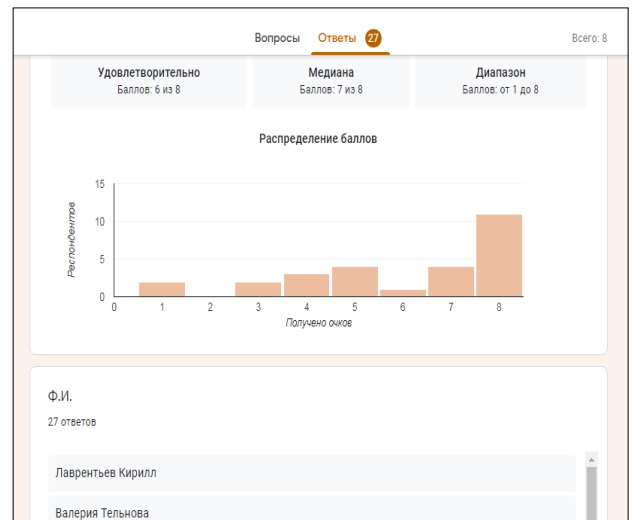 Вопросы Ответы 27 Всего: 8
Удовлетворительно Медиана Диапазон
Баллов: 6 из 8 Баллов: 7 из 8 Баллов: от 1 до 8
Распределение баллов
Респондентов
15
10
5
0
0 1 2 3 4 5 6 7 8
Получено очков
Ф.И.
27 ответов
Лаврентьев Кирилл
Валерия Тельнова